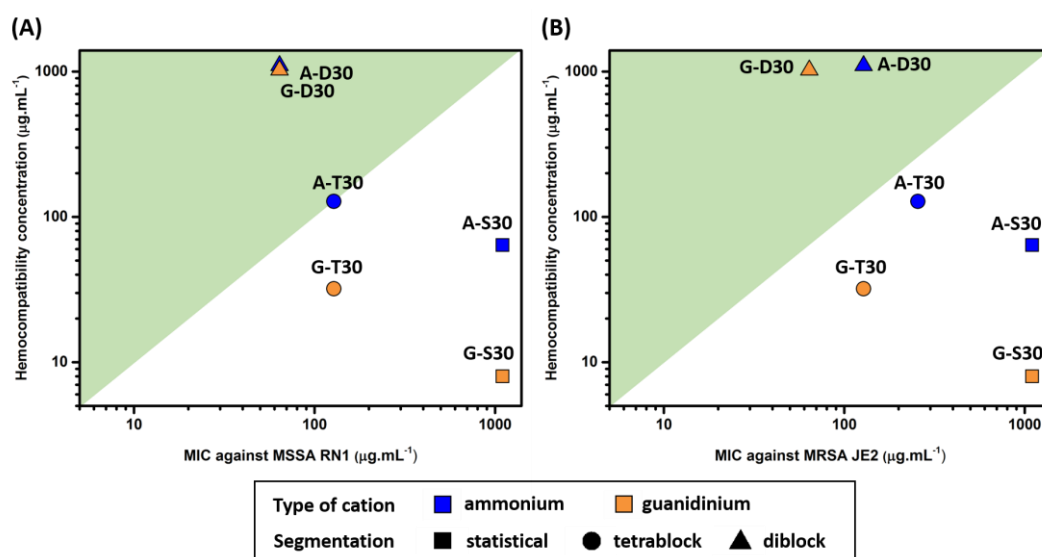 (A)
Hemocompatibility concentration (µg.mL⁻¹)
1000
100
10
A-D30
G-D30
A-T30
A-S30
G-T30
G-S30
10
100
1000
MIC against MSSA RN1 (µg.mL⁻¹)
(B)
Hemocompatibility concentration (µg.mL⁻¹)
1000
100
10
G-D30
A-D30
A-T30
A-S30
G-T30
G-S30
10
100
1000
MIC against MRSA JE2 (µg.mL⁻¹)
Type of cation ammonium guanidinium
Segmentation: statistical tetrablock diblock